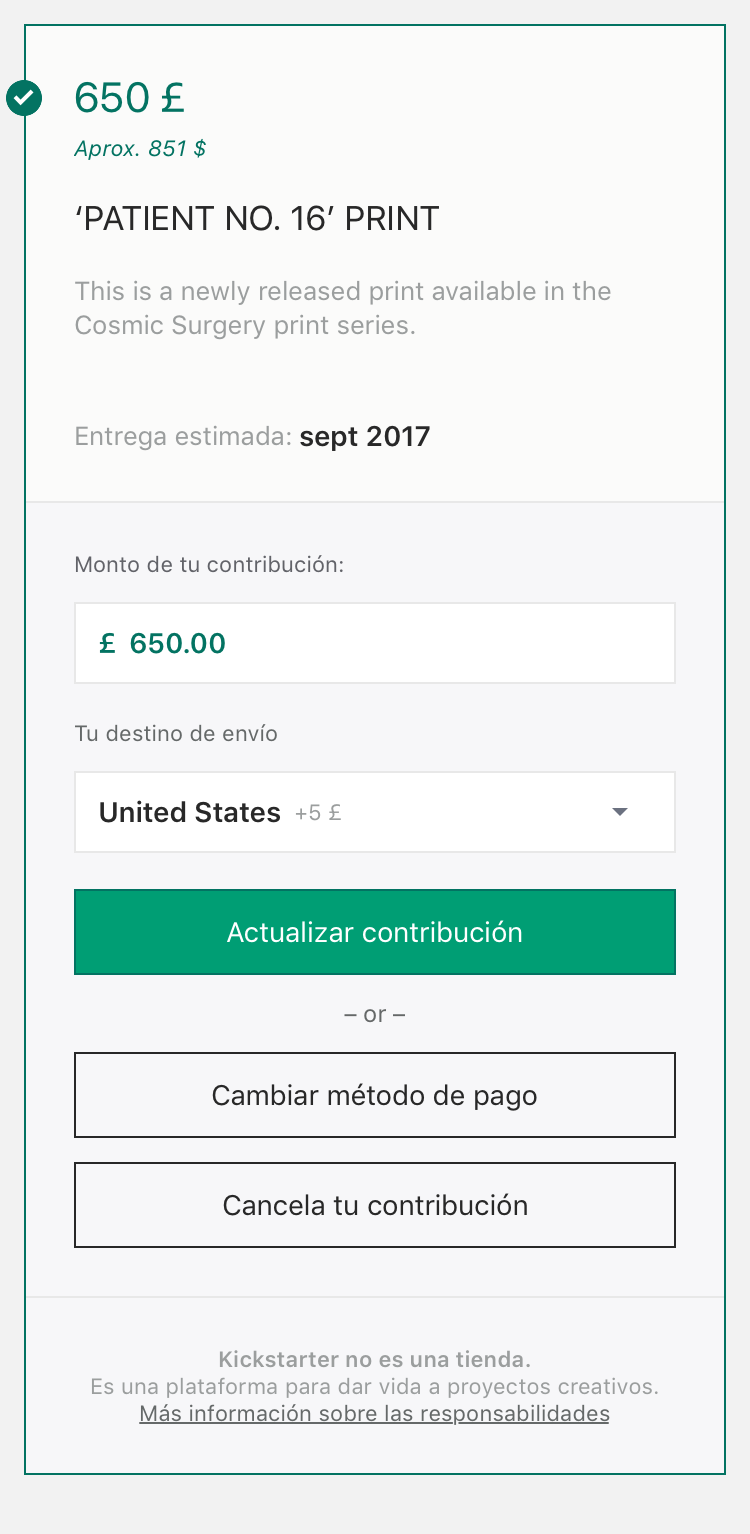 650 £
Aprox. 851 $
‘PATIENT NO. 16’ PRINT
This is a newly released print available in the
Cosmic Surgery print series.
Entrega estimada: sept 2017
Monto de tu contribución:
£ 650.00
Tu destino de envío
United States +5 £
Actualizar contribución
– or –
Cambiar método de pago
Cancela tu contribución
Kickstarter no es una tienda.
Es una plataforma para dar vida a proyectos creativos.
Más información sobre las responsabilidades